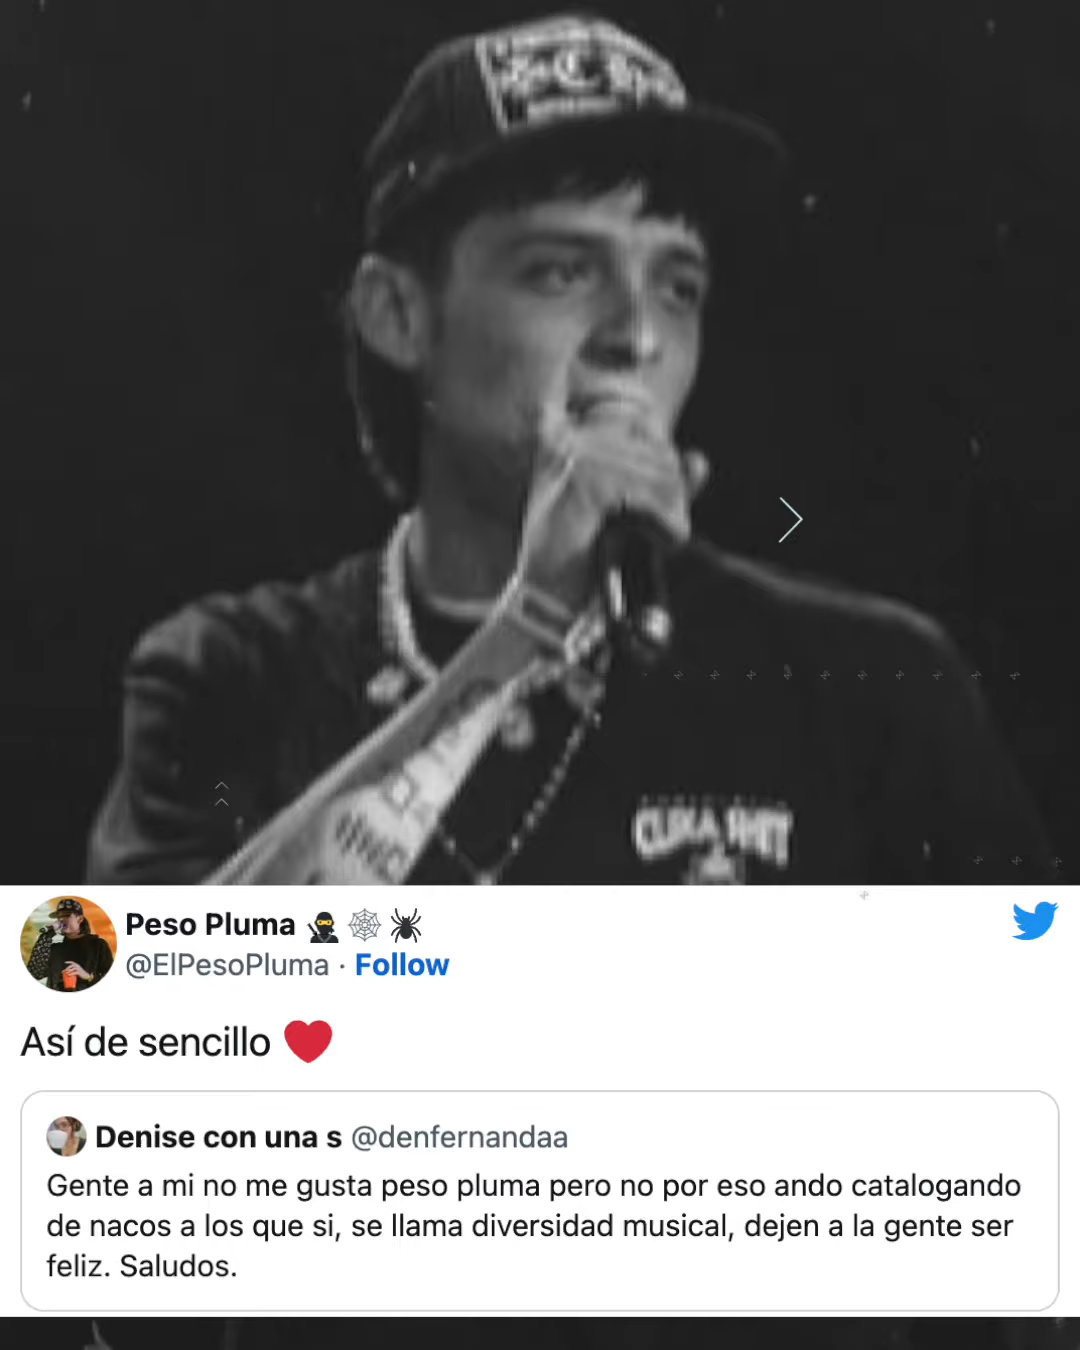 Peso Pluma 🥷🕸️🕷️
@ElPesoPluma · Follow
Así de sencillo ❤️
Denise con una s @denfernandaa
Gente a mi no me gusta peso pluma pero no por eso ando catalogando
de nacos a los que si, se llama diversidad musical, dejen a la gente ser
feliz. Saludos.